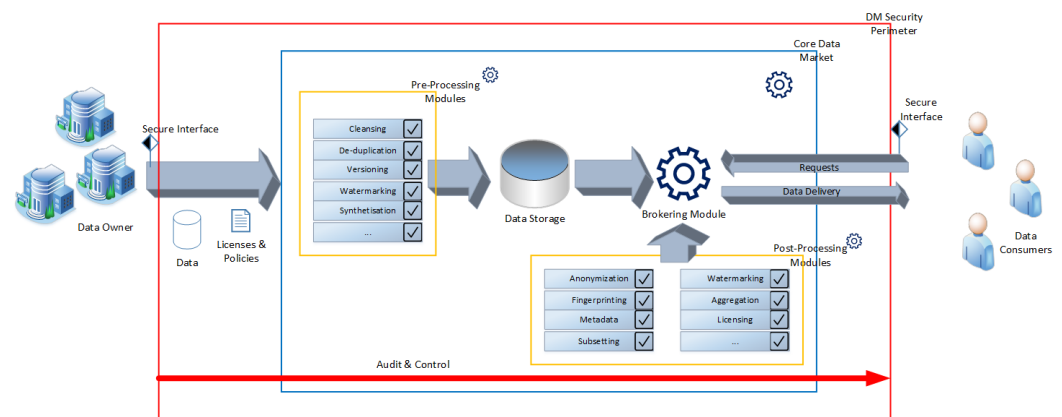 DM Security
Perimeter
Core Data
Market
Pre-Processing
Modules
Secure Interface
Secure
Interface
Cleansing
De-duplication
Versioning
Watermarking
Synthetisation
...
Requests
Data Delivery
Data Storage
Brokering Module
Data Owner
Data
Licenses &
Policies
Data
Consumers
Post-Processing
Modules
Anonymization
Fingerprinting
Metadata
Subsetting
Watermarking
Aggregation
Licensing
...
Audit & Control